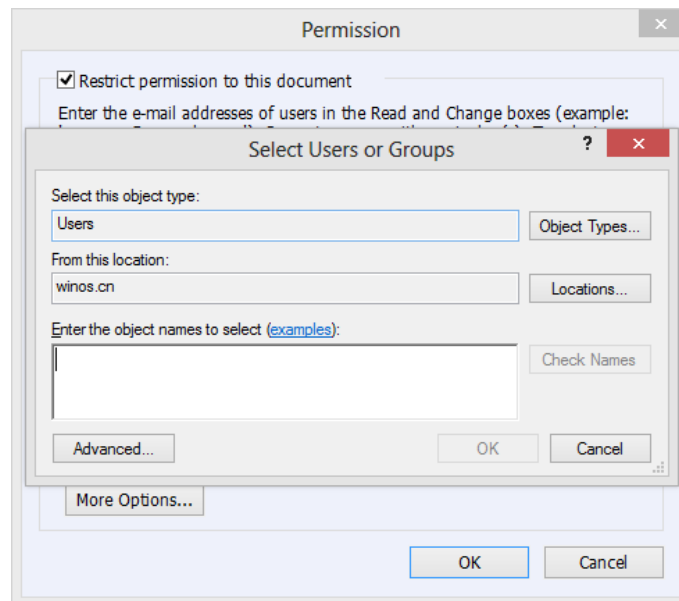 Permission
Restrict permission to this document
Enter the e-mail addresses of users in the Read and Change boxes (example:
Select Users or Groups
?
Select this object type:
Users
Object Types...
From this location:
winos.cn
Locations...
Enter the object names to select (examples):
Check Names
Advanced...
OK
Cancel
More Options...
OK
Cancel